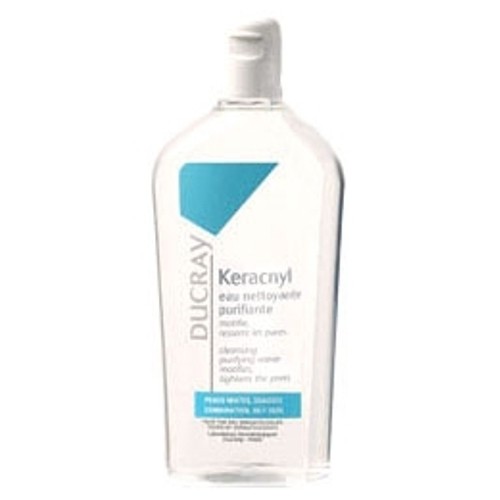 DUCRAY
Keracnyl
eau nettoyante
purifiante
matifie,
resserre les pores
cleansing
purifying water
matifies,
tightens the pores
PEAUX MIXTES, GRASSES
COMBINATION, OILY SKIN